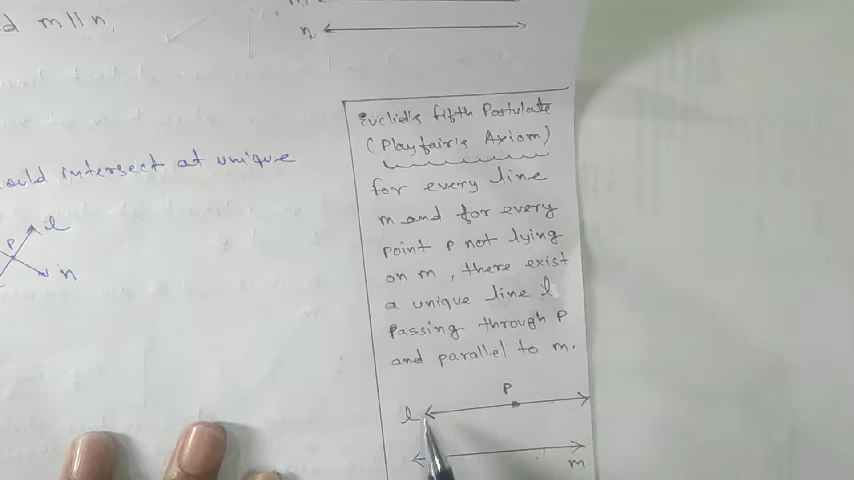 d m || n.
n
ould intersect at unique
P
l
n
Euclid's fifth Postulate
(Playfair's Axiom)
for every line
m and for every
point P not lying
on m, there exist
a unique line l
Passing through P
and parallel to m.
P
l
m